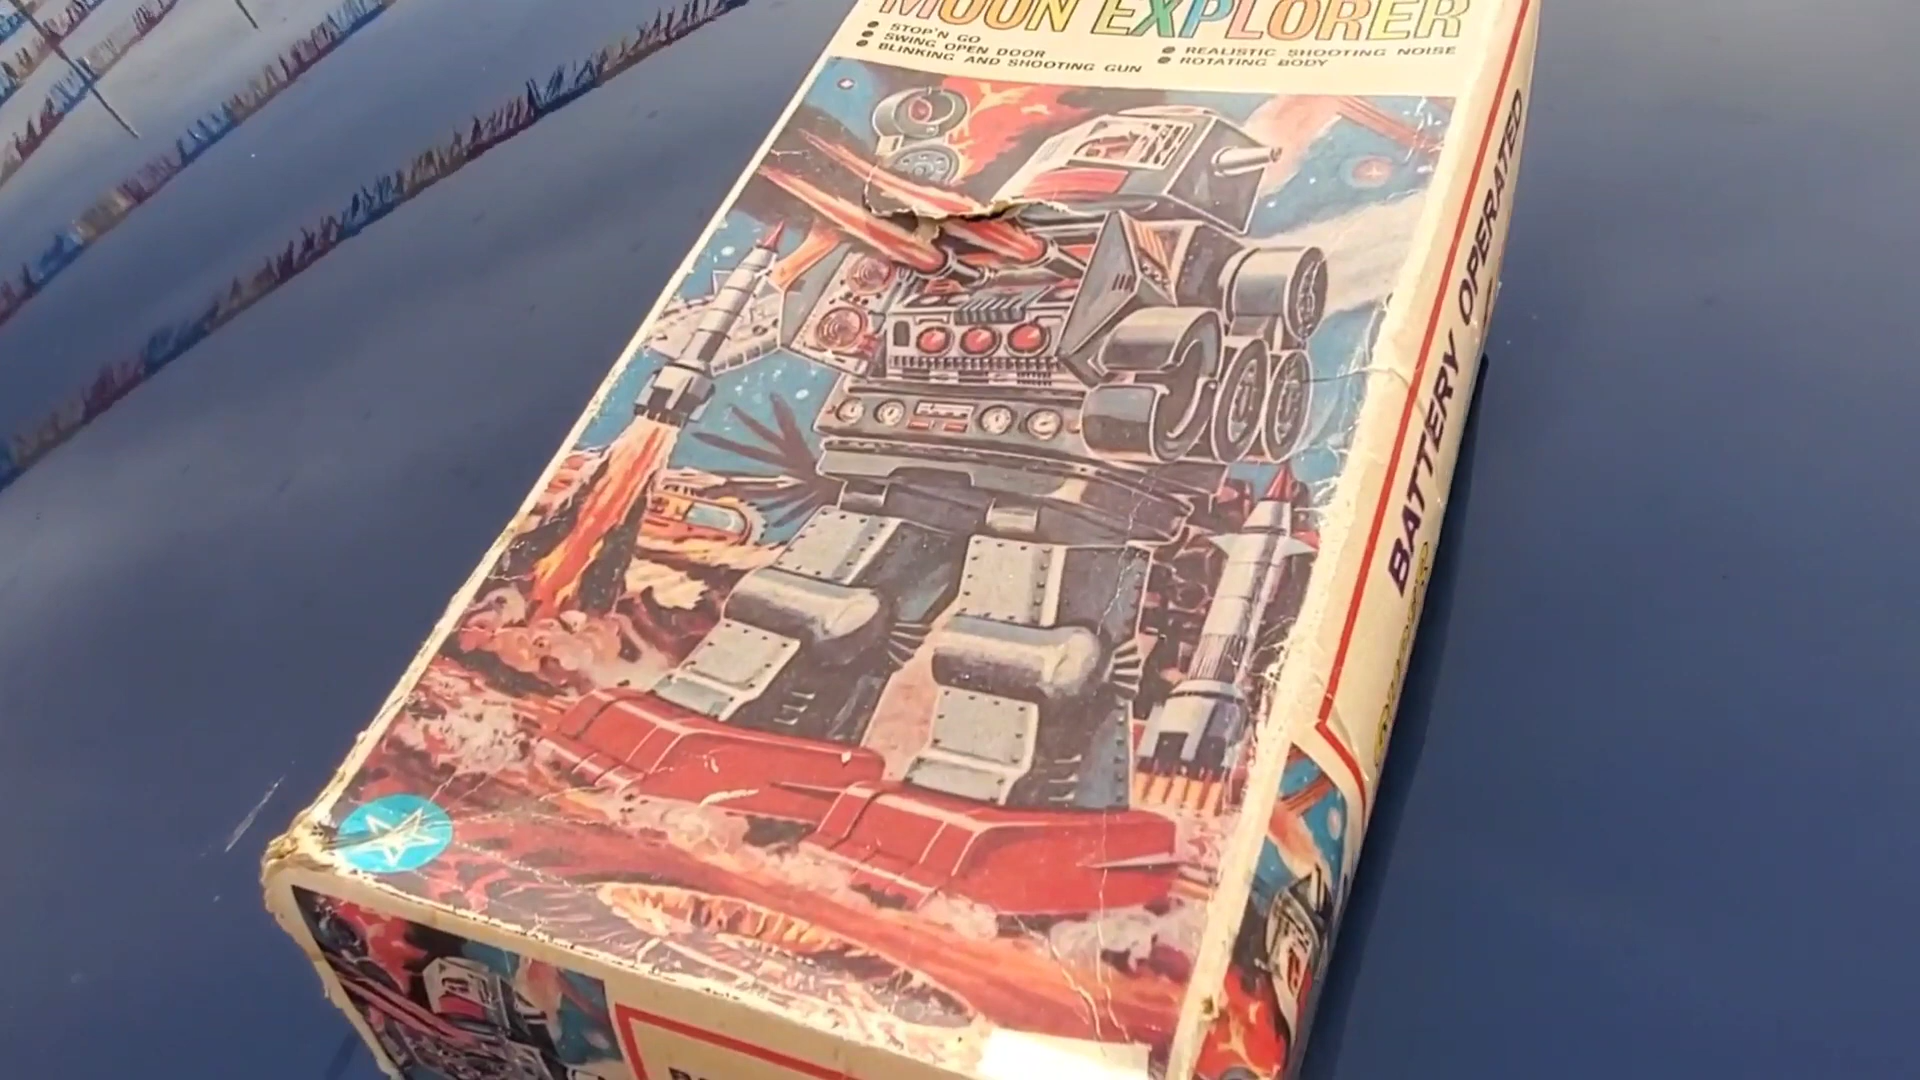 MOON EXPLORER
● STOP'N GO
● SWING OPEN DOOR
● BLINKING AND SHOOTING GUN
● REALISTIC SHOOTING NOISE
● ROTATING BODY
BATTERY OPERATED